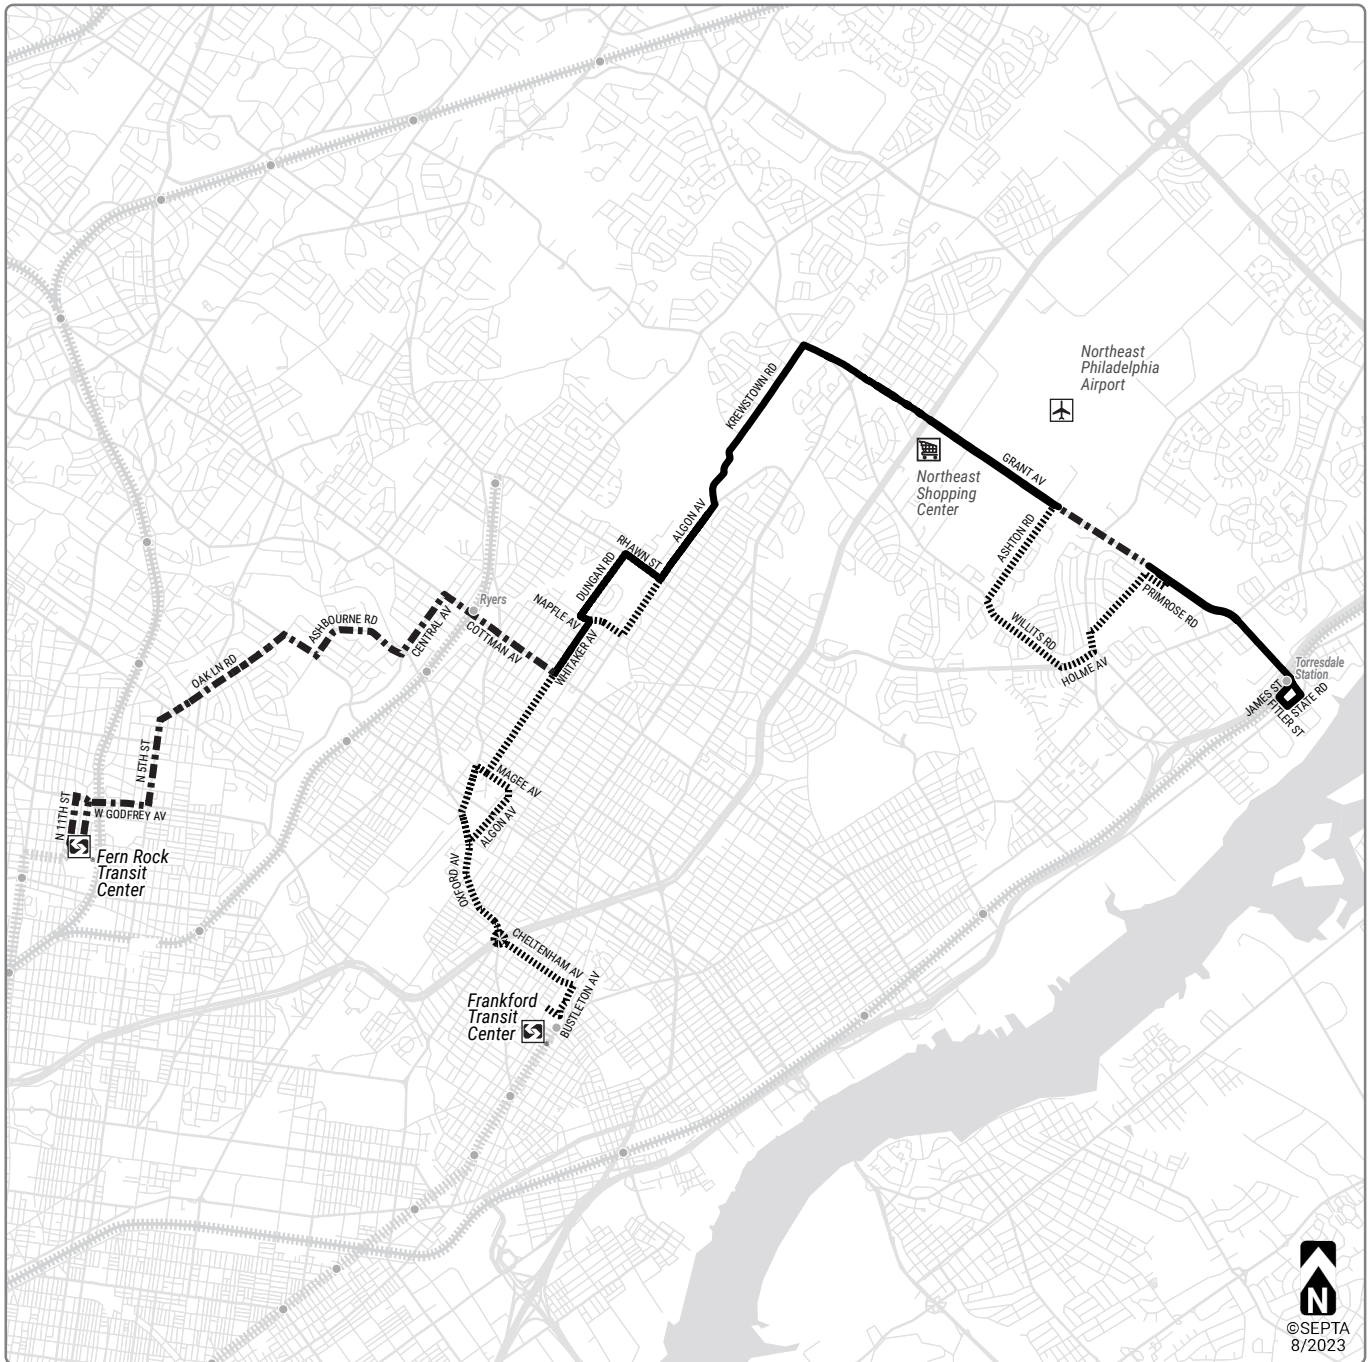 Northeast
Philadelphia
Airport
KREWSTOWN RD
GRANT AV
Northeast
Shopping
Center
ALGON AV
ASHTON RD
RHAWN ST
DUNGAN RD
NAPFLE AV
Ryers
PRIMROSE RD
ASHBOURNE RD
CENTRAL AV
COTTMAN AV
WHITAKER AV
WILLITS RD
HOLME AV
OAK LN RD
Torresdale
Station
JAMES ST
STATE RD
FITLER ST
N 5TH ST
MAGEE AV
N 11TH ST
W GODFREY AV
ALGON AV
Fern Rock
Transit
Center
OXFORD AV
CHELTENHAM AV
Frankford
Transit
Center
BUSTLETON AV
N
©SEPTA
8/2023